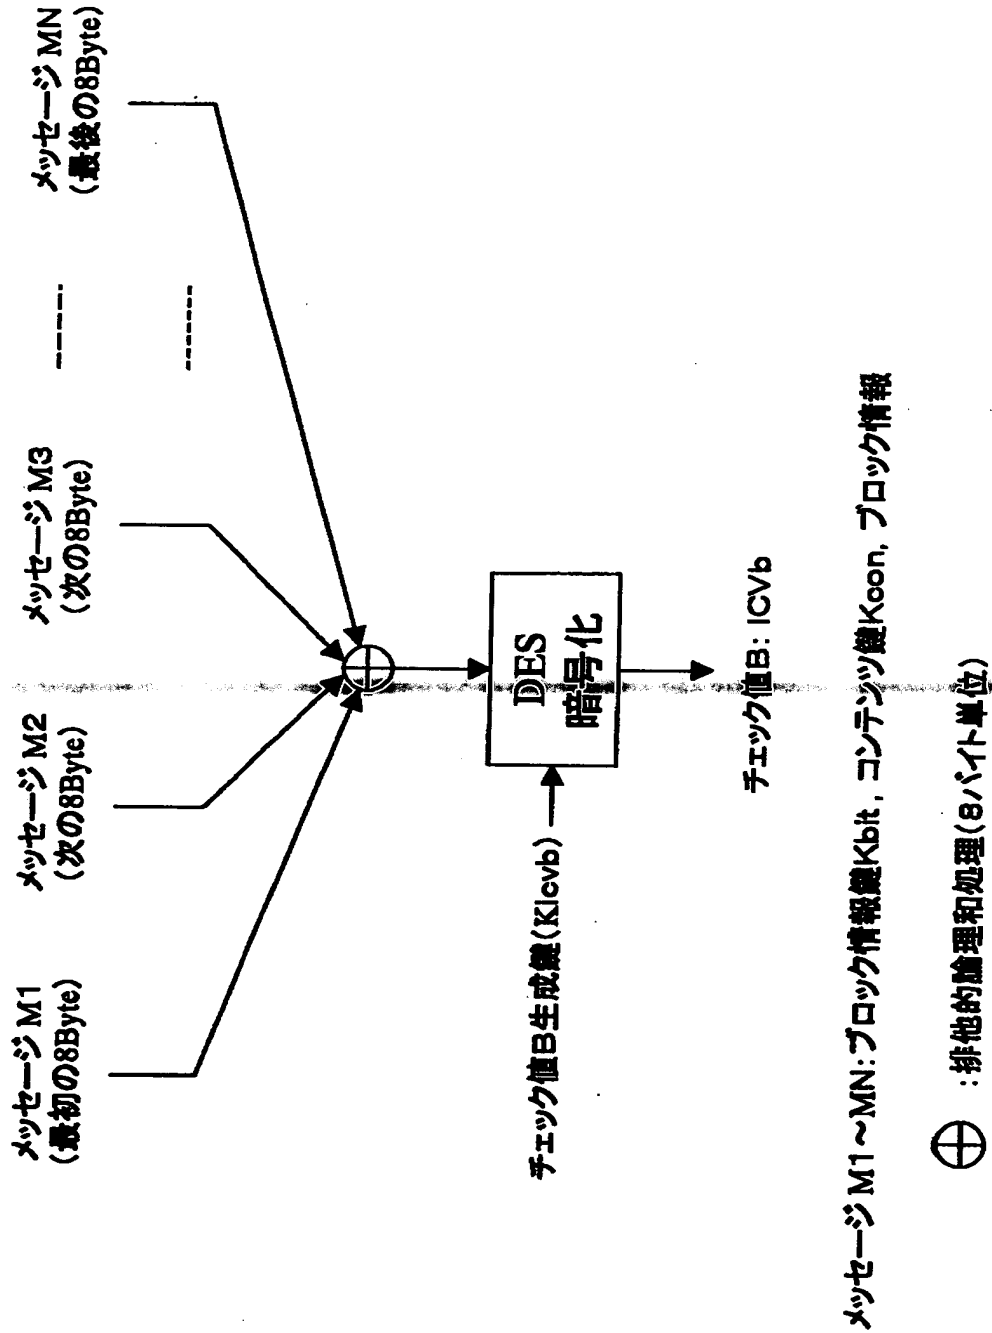 メッセージ M1
(最初の8Byte)
メッセージ M2
(次の8Byte)
メッセージ M3
(次の8Byte)
-----
-------
メッセージ MN
(最後の8Byte)
チェック値B生成鍵(Kicvb)
DES
暗号化
チェック値B: ICVb
メッセージ M1～MN:ブロック情報鍵Kbit, コンテンツ鍵Kcon, ブロック情報
⊕ :排他的論理和処理(8バイト単位)